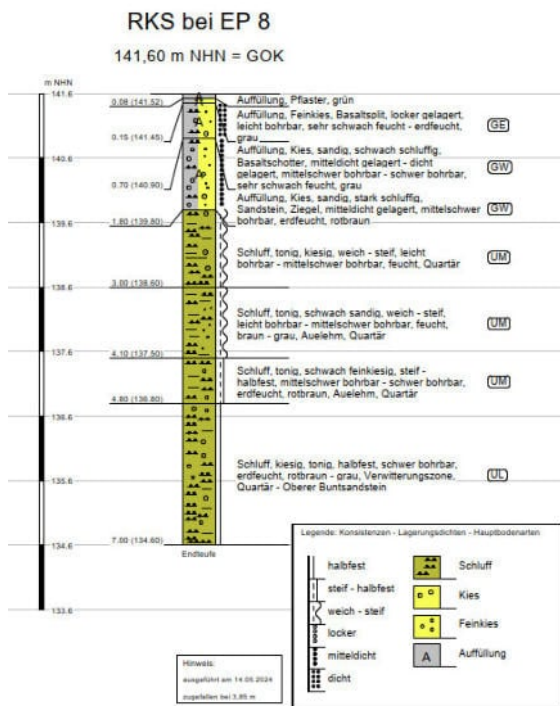 RKS bei EP 8
141,60 m NHN = GOK
m NHN
141.6
0.08 (141.52)
Auffüllung, Pflaster, grün
Auffüllung, Feinkies, Basaltsplit, locker gelagert,
leicht bohrbar, sehr schwach feucht - erdfeucht,
grau
GE
0.15 (141.45)
140.6
Auffüllung, Kies, sandig, schwach schluffig,
Basaltschotter, mitteldicht gelagert - dicht
gelagert, mittelschwer bohrbar - schwer bohrbar,
sehr schwach feucht, grau
GW
0.70 (140.90)
Auffüllung, Kies, sandig, stark schluffig,
Sandstein, Ziegel, mitteldicht gelagert, mittelschwer
bohrbar, erdfeucht, rotbraun
GW
1.80 (139.80)
139.6
Schluff, tonig, kiesig, weich - steif, leicht
bohrbar - mittelschwer bohrbar, feucht, Quartär
UM
3.00 (138.60)
138.6
Schluff, tonig, schwach sandig, weich - steif,
leicht bohrbar - mittelschwer bohrbar, feucht,
braun - grau, Auelehm, Quartär
UM
4.10 (137.50)
137.6
Schluff, tonig, schwach feinkiesig, steif -
halbfest, mittelschwer bohrbar - schwer bohrbar,
erdfeucht, rotbraun, Auelehm, Quartär
UM
4.80 (136.80)
136.6
135.6
Schluff, kiesig, tonig, halbfest, schwer bohrbar,
erdfeucht, rotbraun - grau, Verwitterungszone,
Quartär - Oberer Buntsandstein
UL
7.00 (134.60)
134.6
Endteufe
133.6
Legende: Konsistenzen - Lagerungsdichten - Hauptbodenarten
halbfest
steif - halbfest
weich - steif
locker
mitteldicht
dicht
Schluff
Kies
Feinkies
A
Auffüllung
Hinweis:
ausgeführt am 14.05.2024
zugefallen bei 3,85 m